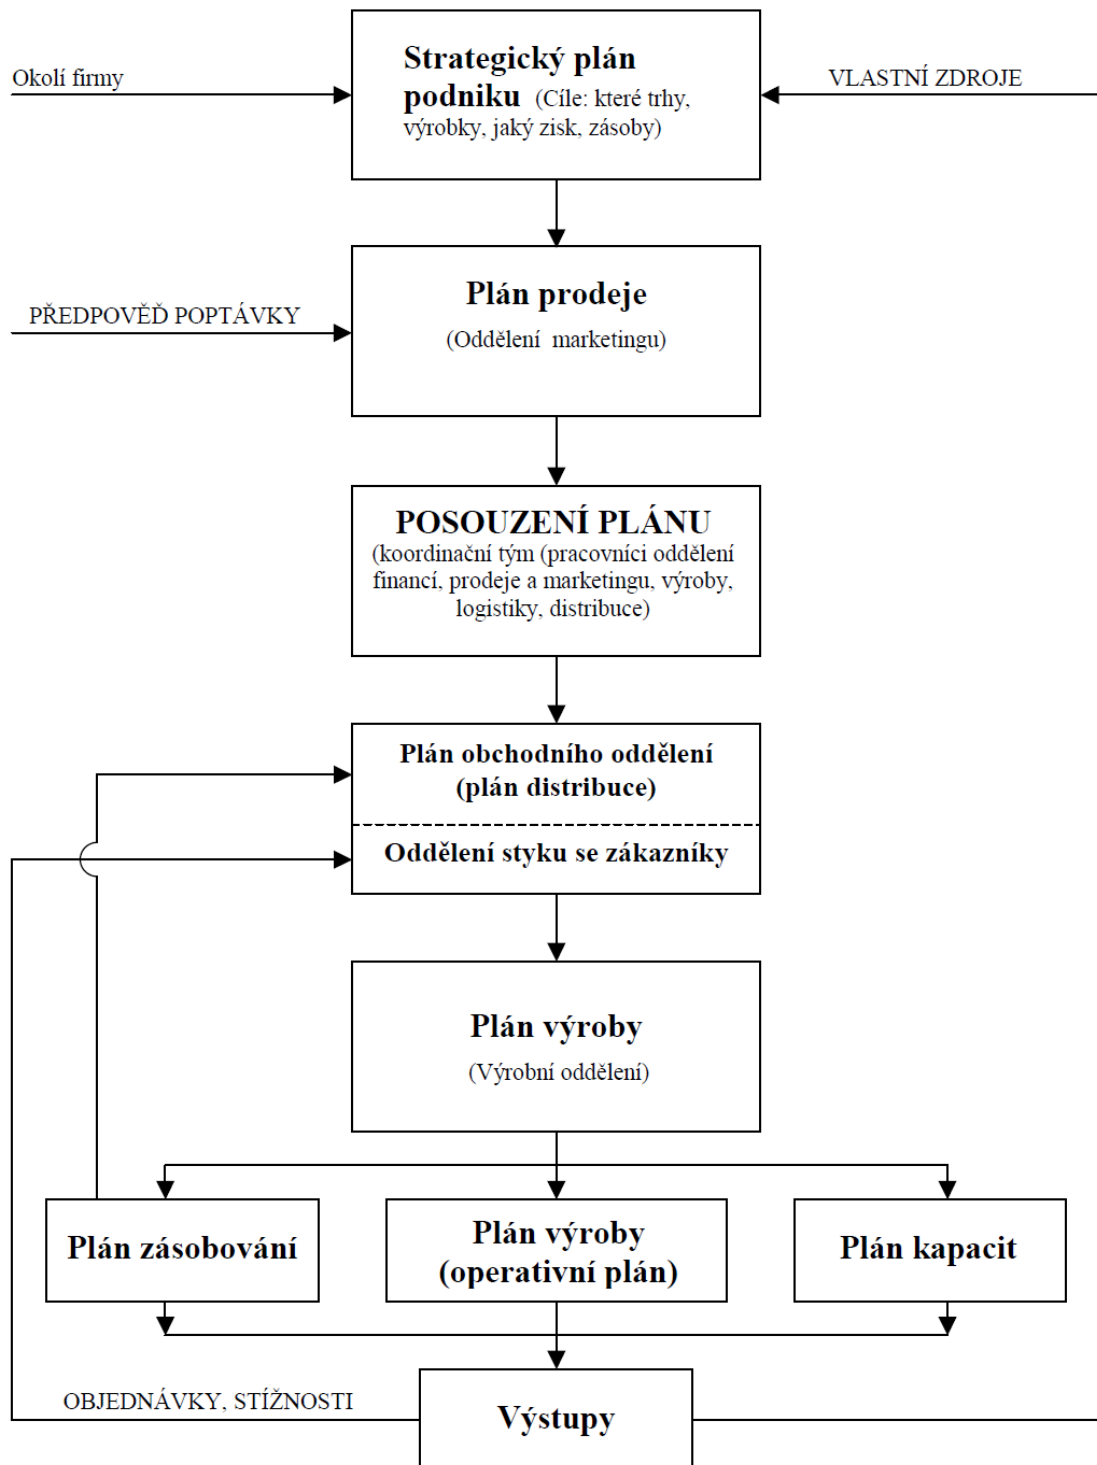 Strategický plán
podniku (Cíle: které trhy,
výrobky, jaký zisk, zásoby)
Okolí firmy
VLASTNÍ ZDROJE
Plán prodeje
(Oddělení marketingu)
PŘEDPOVĚĎ POPTÁVKY
POSOUZENÍ PLÁNU
(koordinační tým (pracovníci oddělení
financí, prodeje a marketingu, výroby,
logistiky, distribuce)
Plán obchodního oddělení
(plán distribuce)
Oddělení styku se zákazníky
Plán výroby
(Výrobní oddělení)
Plán zásobování
Plán výroby
(operativní plán)
Plán kapacit
OBJEDNÁVKY, STÍŽNOSTI
Výstupy